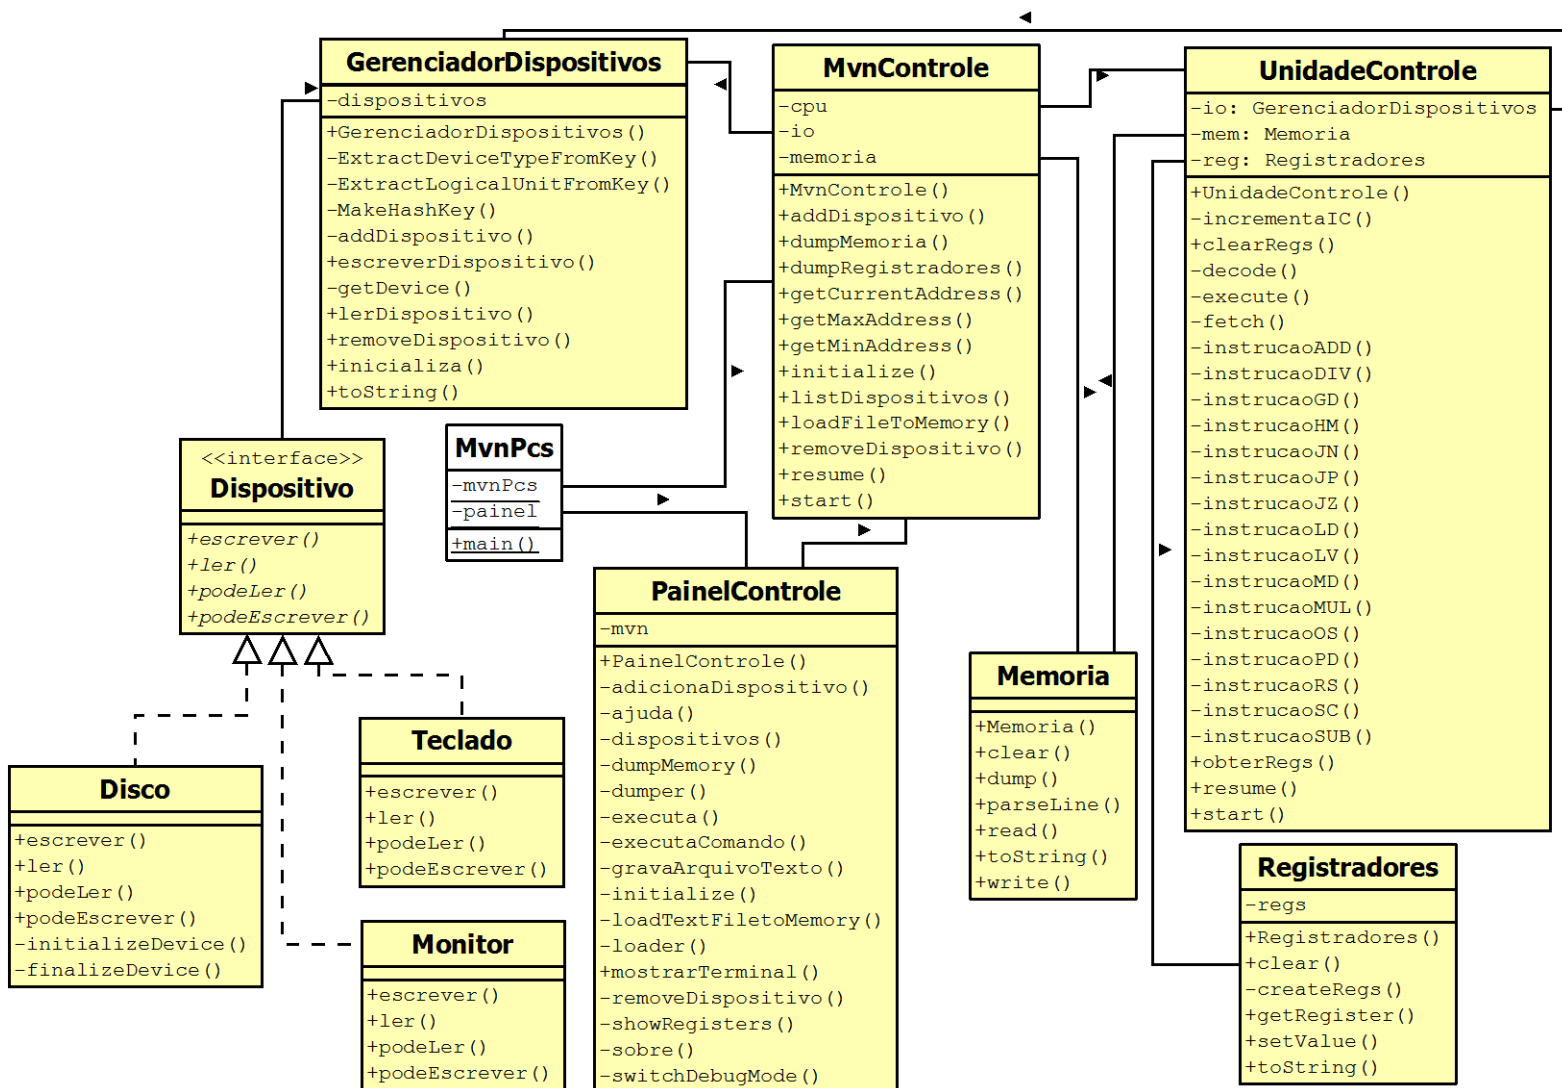 GerenciadorDispositivos
-dispositivos
+GerenciadorDispositivos()
-ExtractDeviceTypeFromKey()
-ExtractLogicalUnitFromKey()
-MakeHashKey()
-addDispositivo()
+escreverDispositivo()
-getDevice()
+lerDispositivo()
+removeDispositivo()
+inicializa()
+toString()
MvnControle
-cpu
-io
-memoria
+MvnControle()
+addDispositivo()
+dumpMemoria()
+dumpRegistradores()
+getCurrentAddress()
+getMaxAddress()
+getMinAddress()
+initialize()
+listDispositivos()
+loadFileToMemory()
+removeDispositivo()
+resume()
+start()
UnidadeControle
-io: GerenciadorDispositivos
-mem: Memoria
-reg: Registradores
+UnidadeControle()
-incrementaIC()
+clearRegs()
-decode()
-execute()
-fetch()
-instrucaoADD()
-instrucaoDIV()
-instrucaoGD()
-instrucaoHM()
-instrucaoJN()
-instrucaoJP()
-instrucaoJZ()
-instrucaoLD()
-instrucaoLV()
-instrucaoMD()
-instrucaoMUL()
-instrucaoOS()
-instrucaoPD()
-instrucaoRS()
-instrucaoSC()
-instrucaoSUB()
+obterRegs()
+resume()
+start()
<<interface>>
Dispositivo
+escrever()
+ler()
+podeLer()
+podeEscrever()
MvnPcs
-mvnPcs
-painel
+main()
PainelControle
-mvn
+PainelControle()
-adicionaDispositivo()
-ajuda()
-dispositivos()
-dumpMemory()
-dumper()
-executa()
-executaComando()
-gravaArquivoTexto()
-initialize()
-loadTextFiletoMemory()
-loader()
+mostrarTerminal()
-removeDispositivo()
-showRegisters()
-sobre()
-switchDebugMode()
Memoria
+Memoria()
+clear()
+dump()
+parseLine()
+read()
+toString()
+write()
Teclado
+escrever()
+ler()
+podeLer()
+podeEscrever()
Disco
+escrever()
+ler()
+podeLer()
+podeEscrever()
-initializeDevice()
-finalizeDevice()
Monitor
+escrever()
+ler()
+podeLer()
+podeEscrever()
Registradores
-regs
+Registradores()
+clear()
-createRegs()
+getRegister()
+setValue()
+toString()